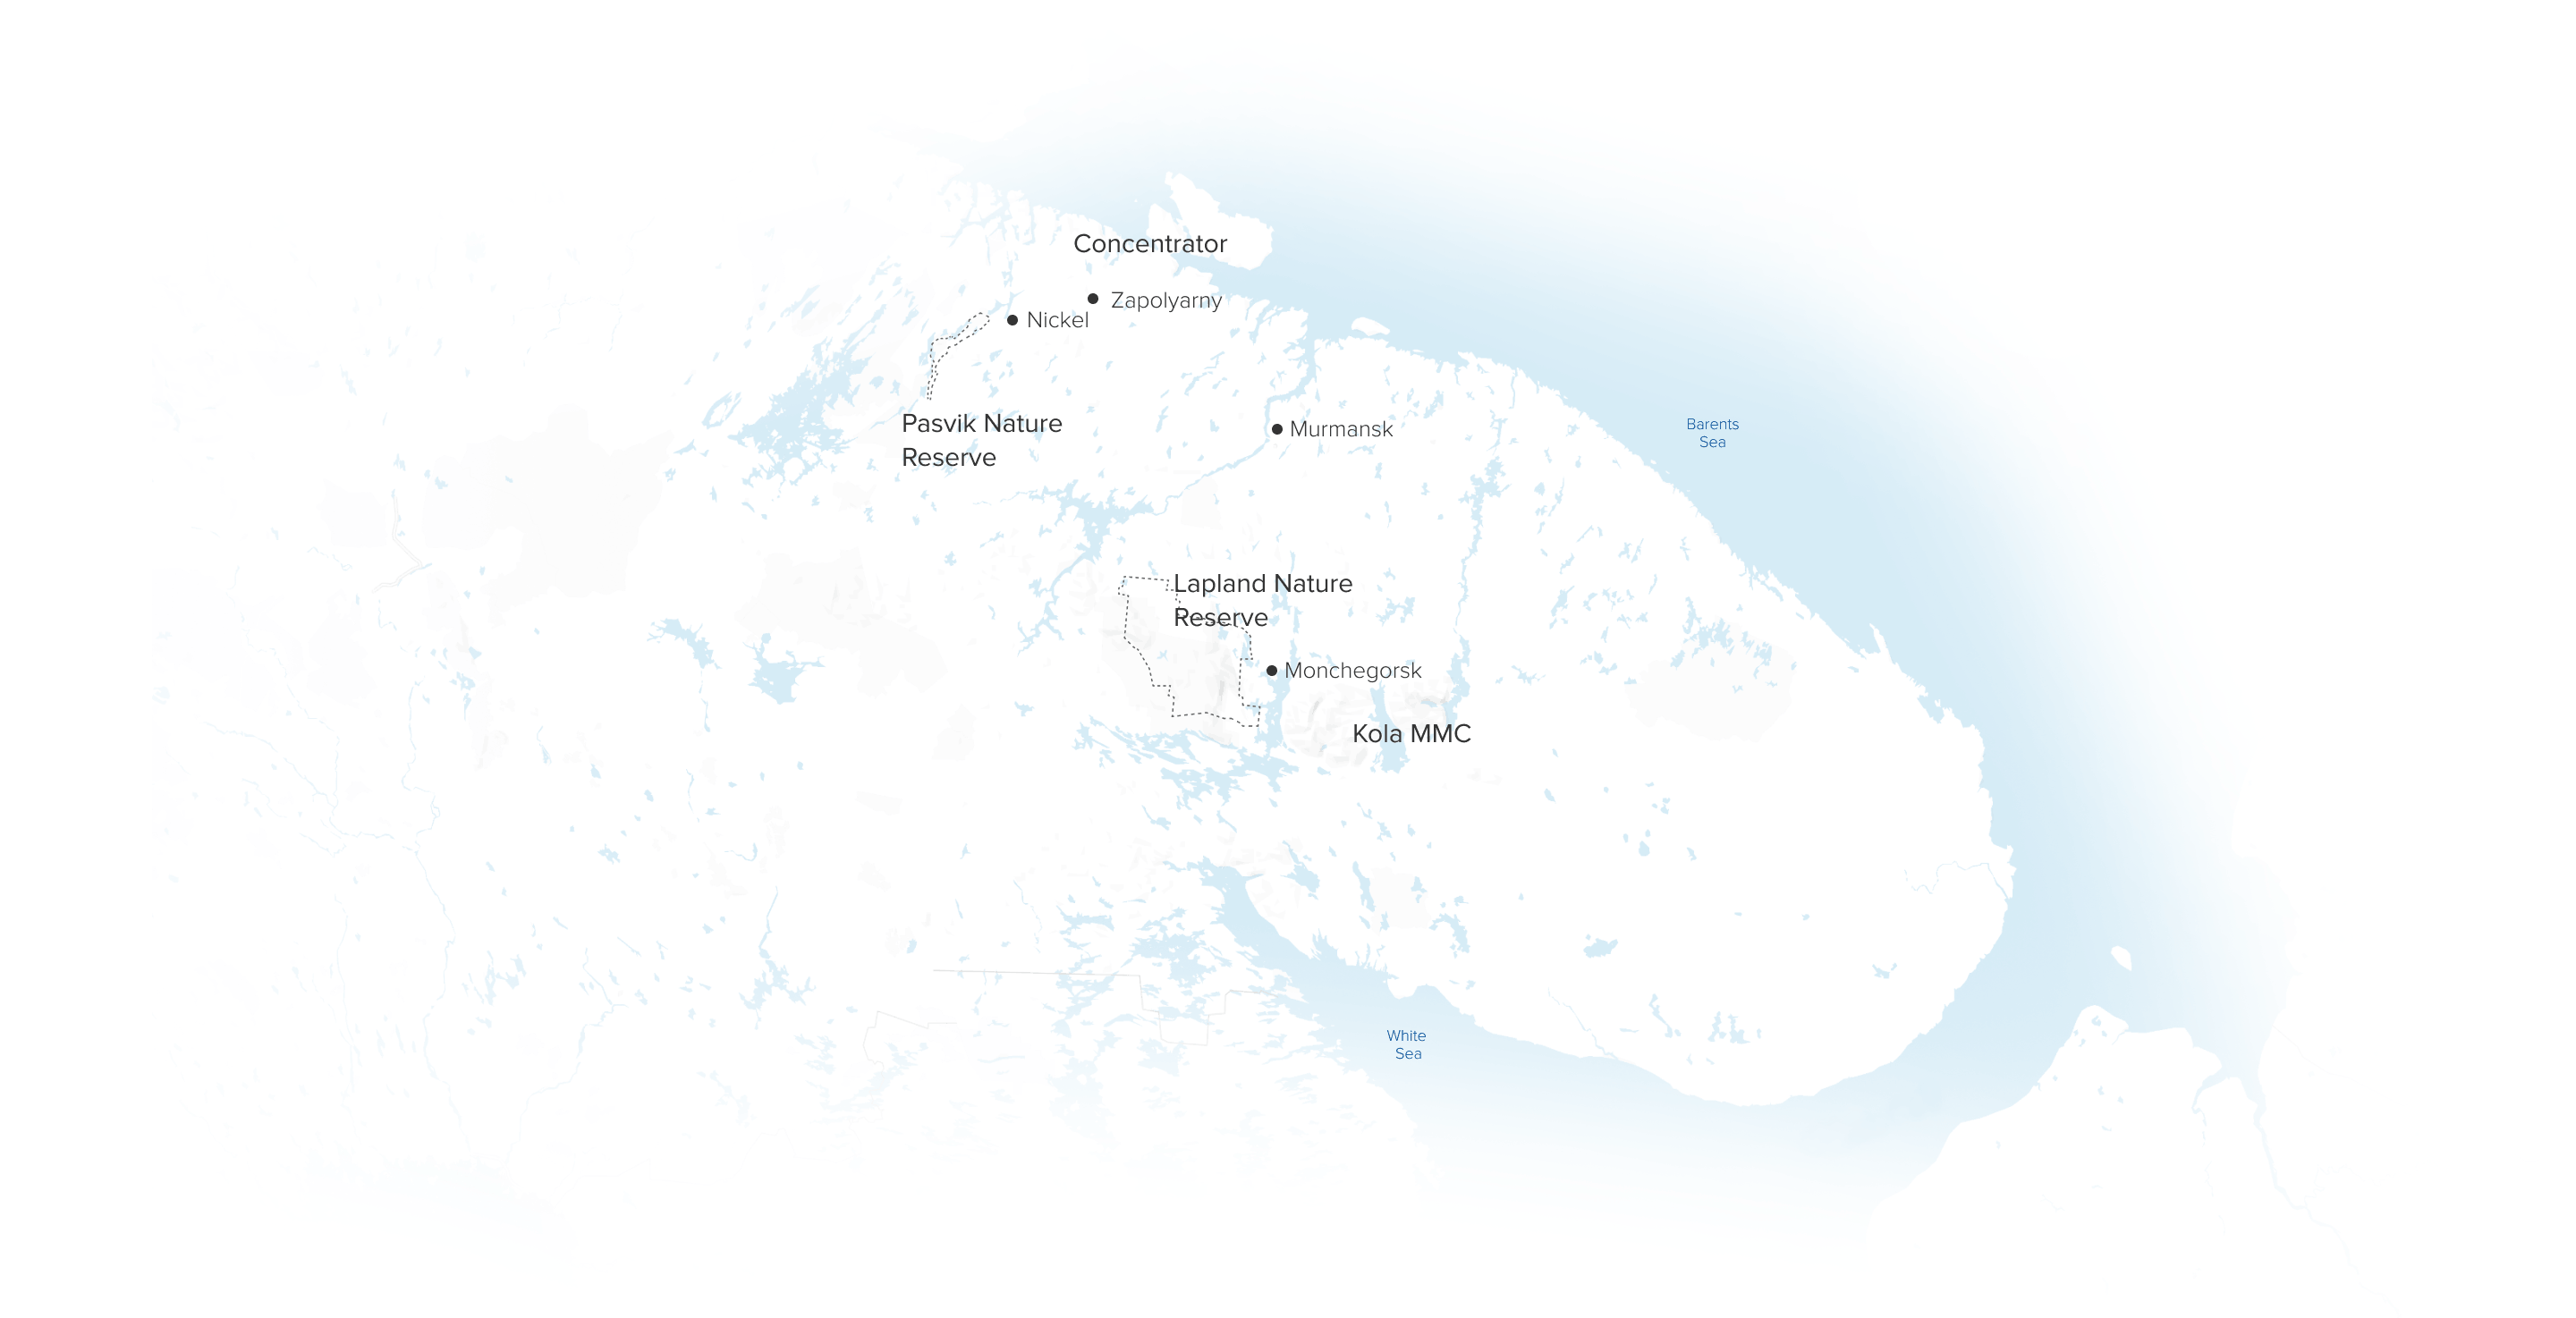 Concentrator
Zapolyarny
Nickel
Pasvik Nature
Reserve
Murmansk
Barents
Sea
Lapland Nature
Reserve
Monchegorsk
Kola MMC
White
Sea